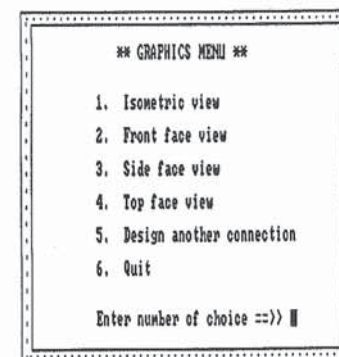 ** GRAPHICS MENU **
1. Isometric view
2. Front face view
3. Side face view
4. Top face view
5. Design another connection
6. Quit
Enter number of choice ==>>